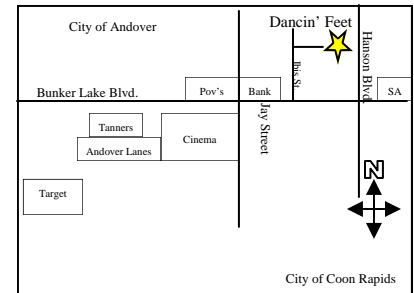 City of Andover
Dancin' Feet
Hanson Blvd.
Ibis St.
Bunker Lake Blvd.
Pov's
Bank
SA
Jay Street
Tanners
Andover Lanes
Cinema
Target
N
City of Coon Rapids